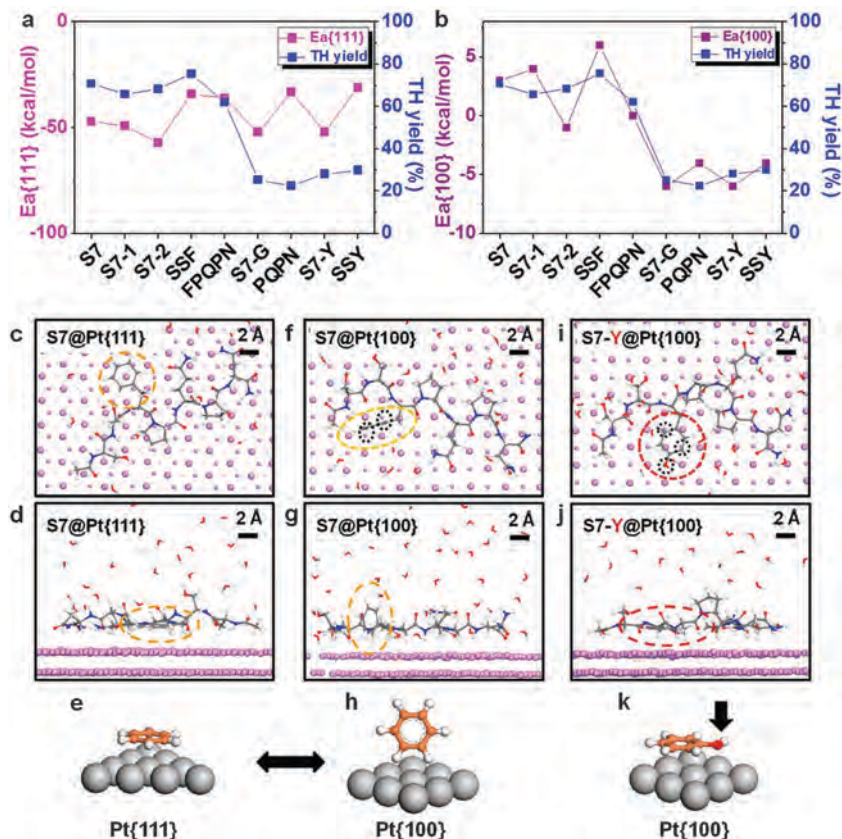 a
Ea{111}
TH yield
Ea{111} (kcal/mol)
0
-50
-100
TH yield (%)
100
80
60
40
20
0
S7
S7-1
S7-2
SSF
FPQPN
S7-G
PQPN
S7-Y
SSY
b
Ea{100}
TH yield
Ea{100} (kcal/mol)
5
0
-5
-10
TH yield (%)
100
80
60
40
20
0
S7
S7-1
S7-2
SSF
FPQPN
S7-G
PQPN
S7-Y
SSY
c
S7@Pt{111}
2 Å
f
S7@Pt{100}
2 Å
i
S7-Y@Pt{100}
2 Å
d
S7@Pt{111}
2 Å
g
S7@Pt{100}
2 Å
j
S7-Y@Pt{100}
2 Å
e
Pt{111}
h
Pt{100}
k
Pt{100}